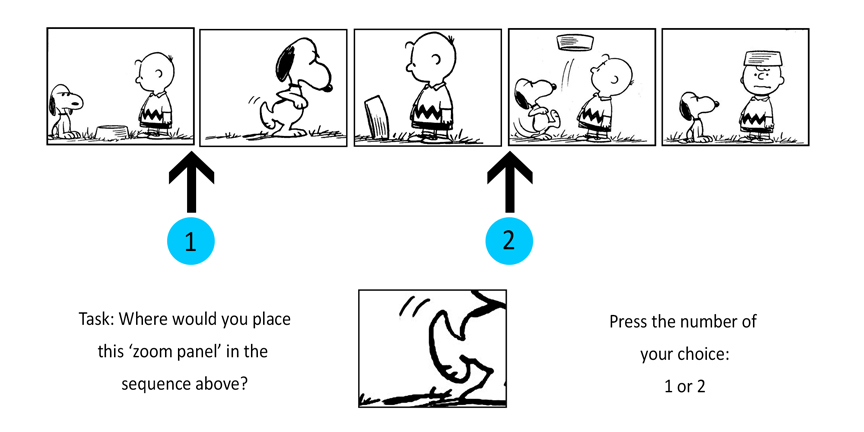 1
2
Task: Where would you place
this ‘zoom panel’ in the
sequence above?
Press the number of
your choice:
1 or 2